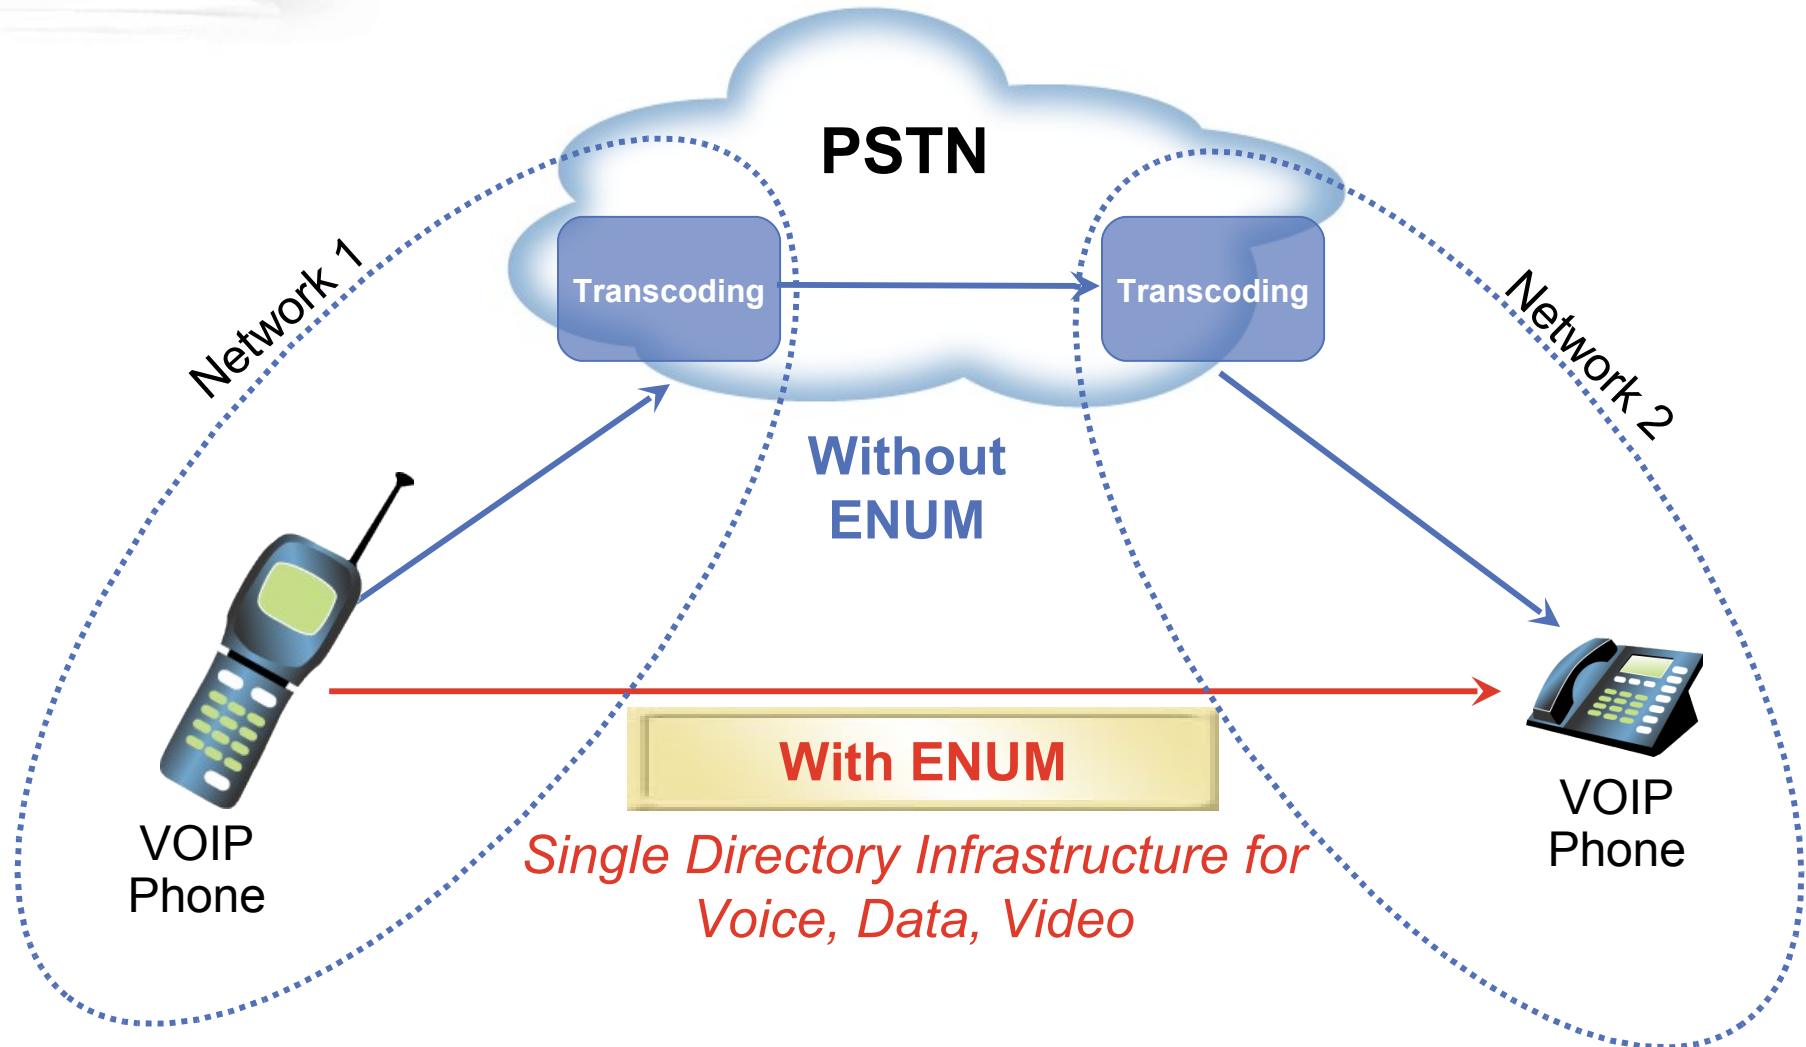 PSTN
Network 1
Transcoding
Transcoding
Network 2
Without
ENUM
With ENUM
Single Directory Infrastructure for
Voice, Data, Video
VOIP
Phone
VOIP
Phone